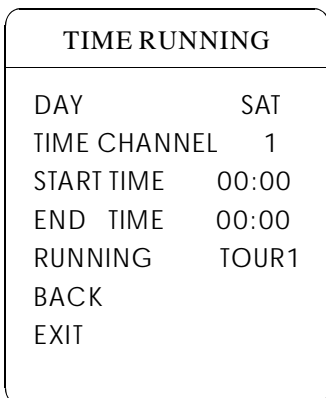 TIME RUNNING
DAY SAT
TIME CHANNEL 1
START TIME 00:00
END TIME 00:00
RUNNING TOUR1
BACK
EXIT